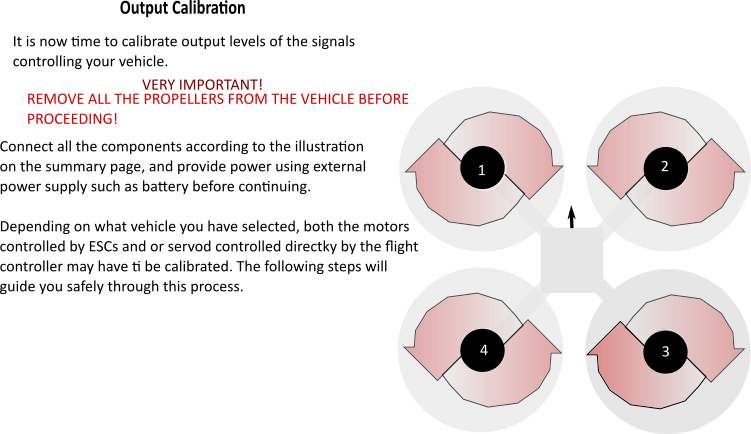 Output Calibration
It is now time to calibrate output levels of the signals
controlling your vehicle.
VERY IMPORTANT!
REMOVE ALL THE PROPELLERS FROM THE VEHICLE BEFORE
PROCEEDING!
Connect all the components according to the illustration
on the summary page, and provide power using external
power supply such as battery before continuing.
Depending on what vehicle you have selected, both the motors
controlled by ESCs and or servod controlled directky by the flight
controller may have ti be calibrated. The following steps will
guide you safely through this process.
1
2
4
3